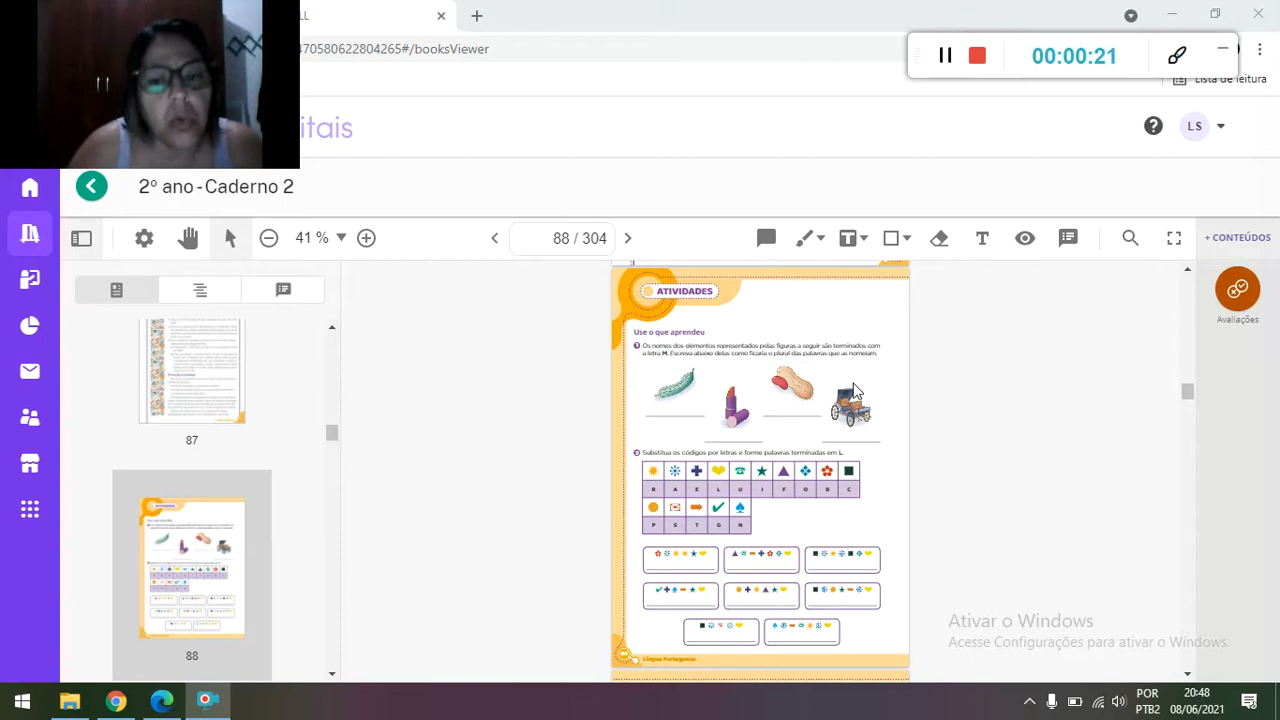 LL
470580622804265#/booksViewer
00:00:21
Lista de leitura
itais
LS
2º ano - Caderno 2
41 %
88 / 304
+ CONTEÚDOS
Avaliações
ATIVIDADES
Use o que aprendeu
1 Os nomes dos elementos representados pelas figuras a seguir são terminados com
a letra M. Escreva abaixo delas como ficaria o plural das palavras que as nomeiam.
2 Substitua os códigos por letras e forme palavras terminadas em L.
R A E L U I F O B C
P S T G N
Língua Portuguesa
87
88
Ativar o Windows
Acesse Configurações para ativar o Windows.
POR
PTB2
20:48
08/06/2021